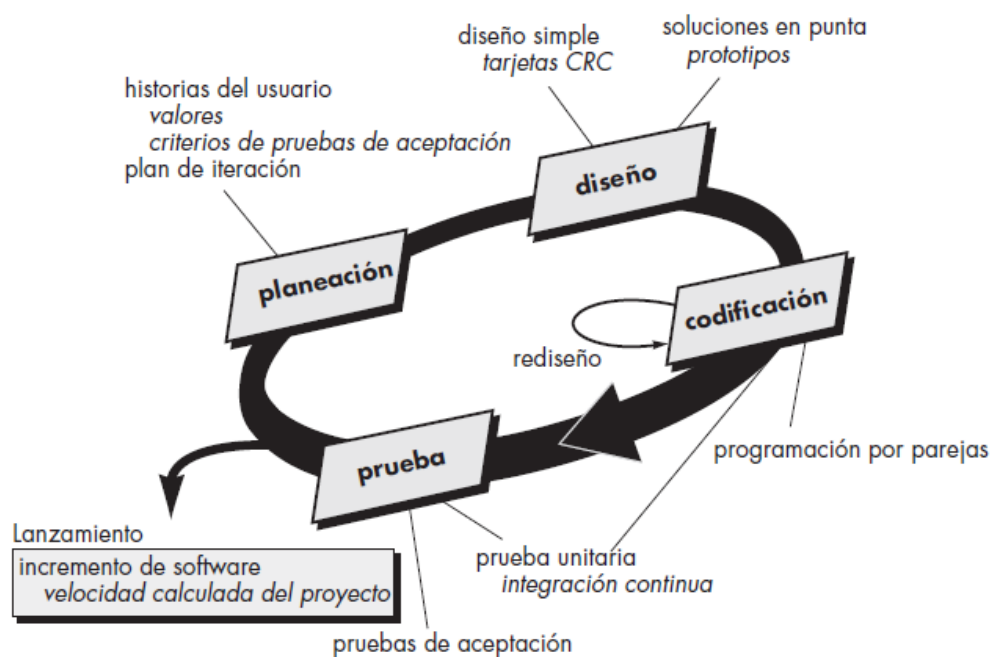 soluciones en punta
prototipos
diseño simple
tarjetas CRC
historias del usuario
valores
criterios de pruebas de aceptación
plan de iteración
diseño
planeación
codificación
rediseño
programación por parejas
prueba
Lanzamiento
incremento de software
velocidad calculada del proyecto
prueba unitaria
integración continua
pruebas de aceptación